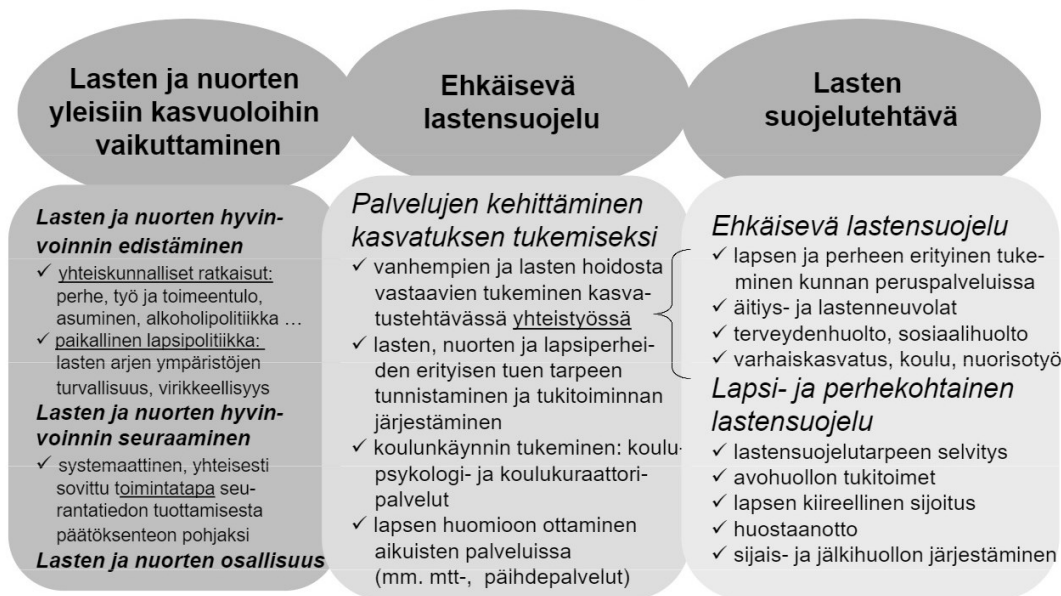 Lasten ja nuorten
yleisiin kasvuoloihin
vaikuttaminen
Lasten ja nuorten hyvin-
voinnin edistäminen
✓ yhteiskunnalliset ratkaisut:
perhe, työ ja toimeentulo,
asuminen, alkoholipolitiikka …
✓ paikallinen lapsipolitiikka:
lasten arjen ympäristöjen
turvallisuus, virikkeellisyys
Lasten ja nuorten hyvin-
voinnin seuraaminen
✓ systemaattinen, yhteisesti
sovittu toimintatapa seu-
rantatiedon tuottamisesta
päätöksenteon pohjaksi
Lasten ja nuorten osallisuus
Ehkäisevä
lastensuojelu
Palvelujen kehittäminen
kasvatuksen tukemiseksi
✓ vanhempien ja lasten hoidosta
vastaavien tukeminen kasva-
tustehtävässä yhteistyössä
✓ lasten, nuorten ja lapsiperhei-
den erityisen tuen tarpeen
tunnistaminen ja tukitoiminnan
järjestäminen
✓ koulunkäynnin tukeminen: koulu-
psykologi- ja koulukuraattori-
palvelut
✓ lapsen huomioon ottaminen
aikuisten palveluissa
(mm. mtt-, päihdepalvelut)
Lasten
suojelutehtävä
Ehkäisevä lastensuojelu
✓ lapsen ja perheen erityinen tuke-
minen kunnan peruspalveluissa
✓ äitiys- ja lastenneuvolat
✓ terveydenhuolto, sosiaalihuolto
✓ varhaiskasvatus, koulu, nuorisotyö
Lapsi- ja perhekohtainen
lastensuojelu
✓ lastensuojelutarpeen selvitys
✓ avohuollon tukitoimet
✓ lapsen kiireellinen sijoitus
✓ huostaanotto
✓ sijais- ja jälkihuollon järjestäminen